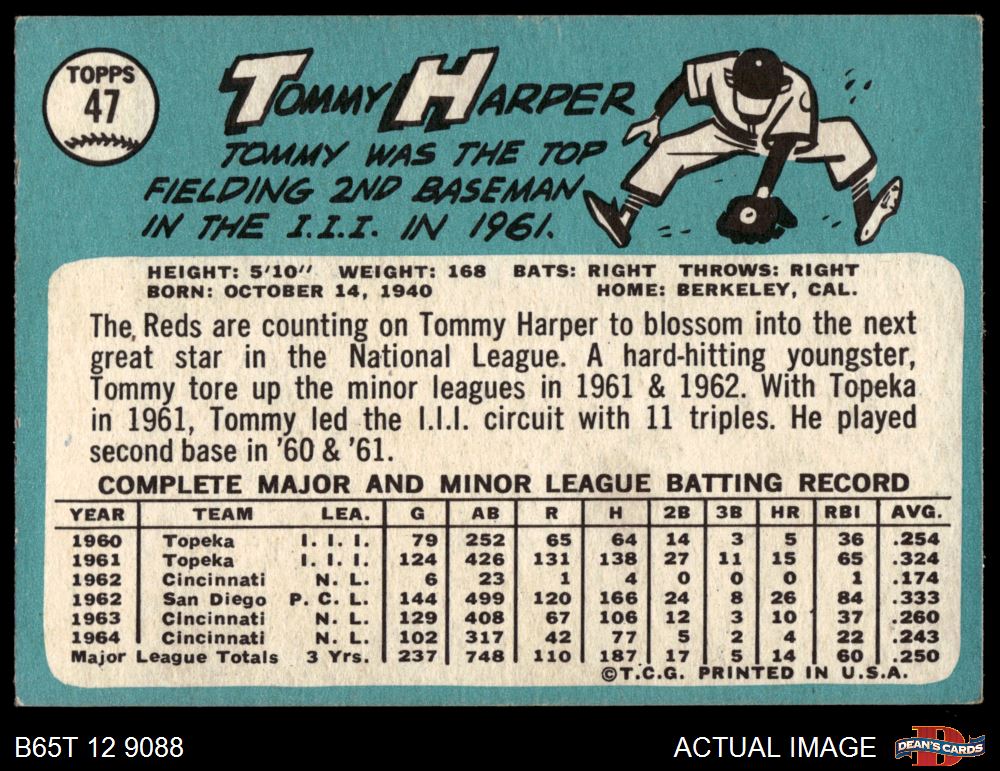 TOPPS
47
TOMMY HARPER
TOMMY WAS THE TOP
FIELDING 2ND BASEMAN
IN THE I.I.I. IN 1961.
HEIGHT: 5'10" WEIGHT: 168 BATS: RIGHT THROWS: RIGHT
BORN: OCTOBER 14, 1940 HOME: BERKELEY, CAL.
The Reds are counting on Tommy Harper to blossom into the next
great star in the National League. A hard-hitting youngster,
Tommy tore up the minor leagues in 1961 & 1962. With Topeka
in 1961, Tommy led the I.I.I. circuit with 11 triples. He played
second base in '60 & '61.
COMPLETE MAJOR AND MINOR LEAGUE BATTING RECORD
YEAR TEAM LEA. G AB R H 2B 3B HR RBI AVG.
1960 Topeka I. I. I. 79 252 65 64 14 3 5 36 .254
1961 Topeka I. I. I. 124 426 131 138 27 11 15 65 .324
1962 Cincinnati N. L. 6 23 1 4 0 0 0 1 .174
1962 San Diego P. C. L. 144 499 120 166 24 8 26 84 .333
1963 Cincinnati N. L. 129 408 67 106 12 3 10 37 .260
1964 Cincinnati N. L. 102 317 42 77 5 2 4 22 .243
Major League Totals 3 Yrs. 237 748 110 187 17 5 14 60 .250
©T.C.G. PRINTED IN U.S.A.
B65T 12 9088 ACTUAL IMAGE DEAN'S CARDS